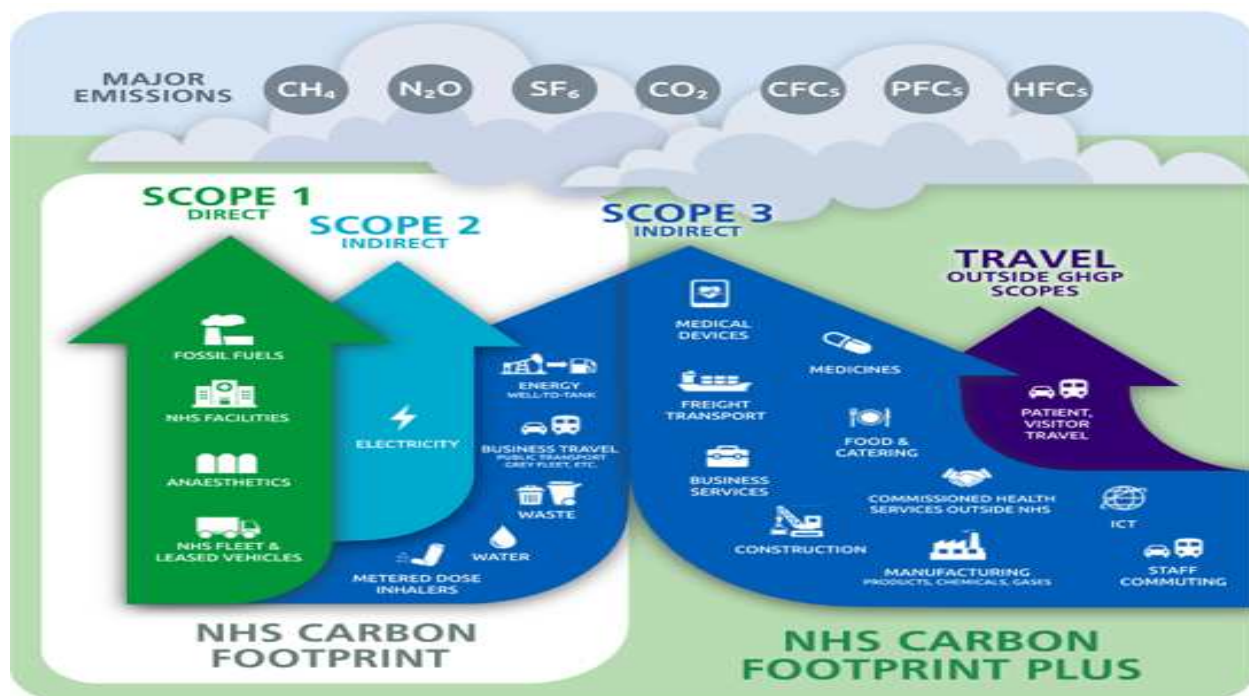 MAJOR
EMISSIONS
CH₄
N₂O
SF₆
CO₂
CFCs
PFCs
HFCs
SCOPE 1
DIRECT
SCOPE 2
INDIRECT
SCOPE 3
INDIRECT
TRAVEL
OUTSIDE GHGP
SCOPES
FOSSIL FUELS
NHS FACILITIES
ANAESTHETICS
NHS FLEET &
LEASED VEHICLES
ELECTRICITY
ENERGY
WELL-TO-TANK
BUSINESS TRAVEL
PUBLIC TRANSPORT
GREY FLEET, ETC.
WASTE
WATER
METERED DOSE
INHALERS
MEDICAL
DEVICES
MEDICINES
FREIGHT
TRANSPORT
FOOD &
CATERING
BUSINESS
SERVICES
COMMISSIONED HEALTH
SERVICES OUTSIDE NHS
CONSTRUCTION
MANUFACTURING
PRODUCTS, CHEMICALS, GASES
ICT
STAFF
COMMUTING
PATIENT,
VISITOR
TRAVEL
NHS CARBON
FOOTPRINT
NHS CARBON
FOOTPRINT PLUS